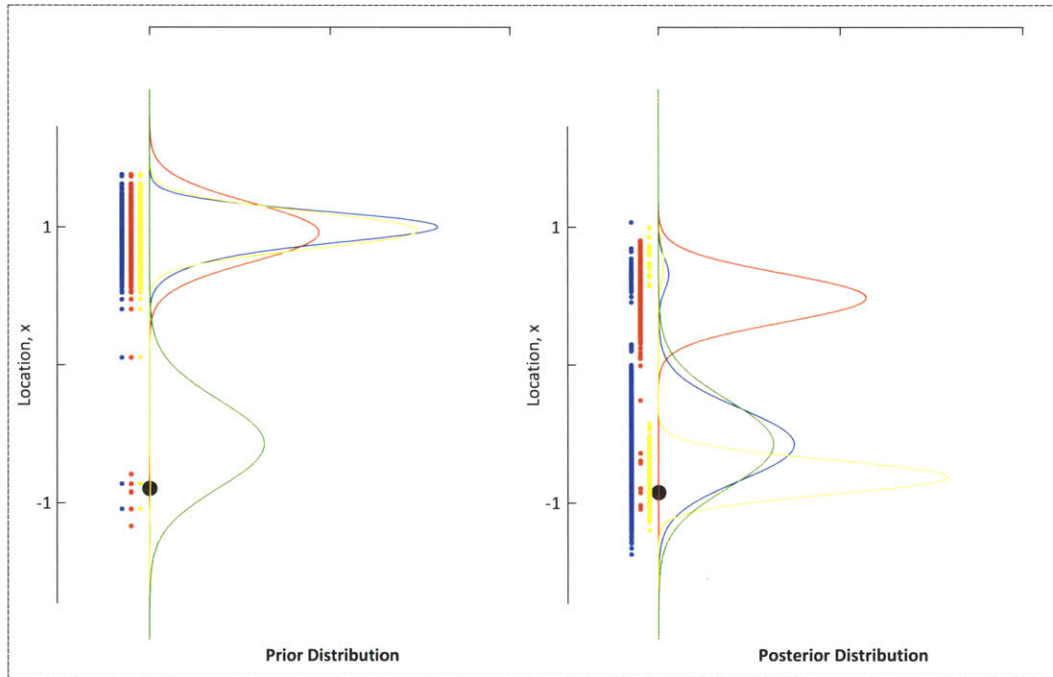 1
-1
Location, x
Prior Distribution
1
-1
Location, x
Posterior Distribution